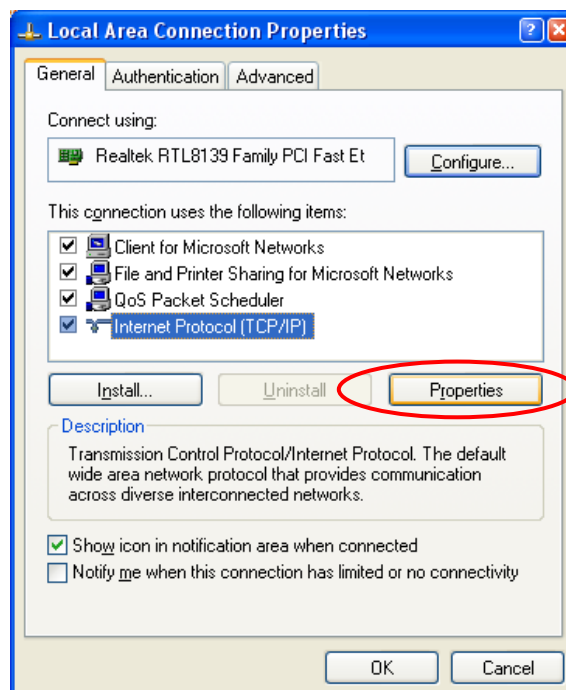 Local Area Connection Properties
General Authentication Advanced
Connect using:
Realtek RTL8139 Family PCI Fast Et Configure...
This connection uses the following items:
Client for Microsoft Networks
File and Printer Sharing for Microsoft Networks
QoS Packet Scheduler
Internet Protocol (TCP/IP)
Install... Uninstall Properties
Description
Transmission Control Protocol/Internet Protocol. The default
wide area network protocol that provides communication
across diverse interconnected networks.
Show icon in notification area when connected
Notify me when this connection has limited or no connectivity
OK Cancel